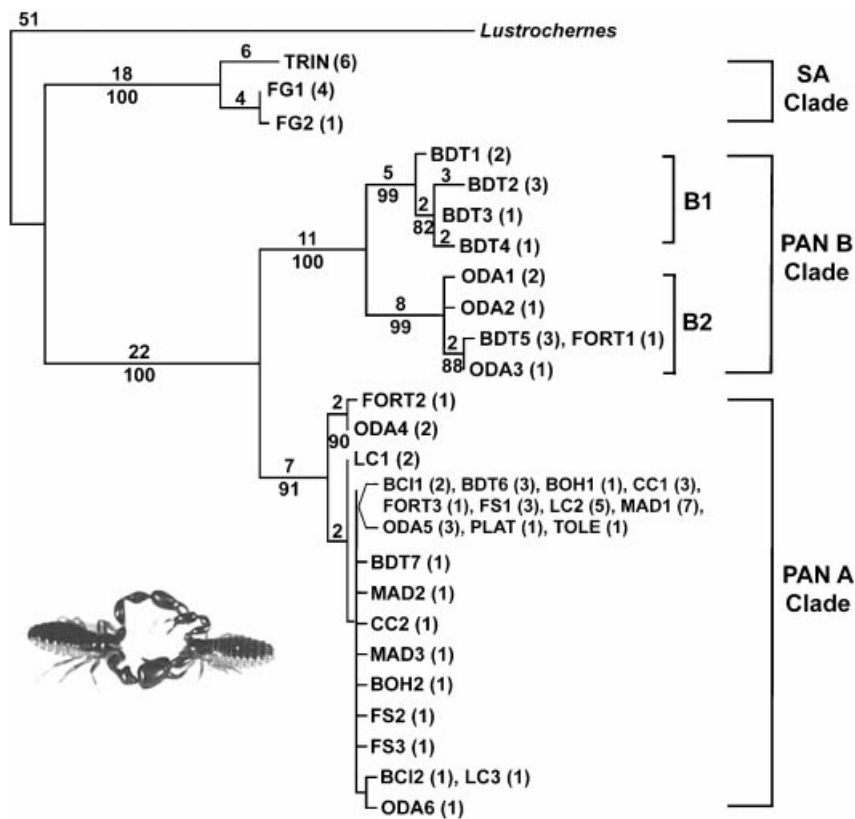 51
Lustrochernes
6
TRIN (6)
18
100
FG1 (4)
4
FG2 (1)
SA
Clade
BDT1 (2)
5
99
3
BDT2 (3)
2
82
BDT3 (1)
2
BDT4 (1)
B1
11
100
PAN B
Clade
ODA1 (2)
8
99
ODA2 (1)
B2
2
88
BDT5 (3), FORT1 (1)
ODA3 (1)
22
100
2
FORT2 (1)
90
ODA4 (2)
7
91
LC1 (2)
BCI1 (2), BDT6 (3), BOH1 (1), CC1 (3),
FORT3 (1), FS1 (3), LC2 (5), MAD1 (7),
ODA5 (3), PLAT (1), TOLE (1)
2
BDT7 (1)
PAN A
Clade
MAD2 (1)
CC2 (1)
MAD3 (1)
BOH2 (1)
FS2 (1)
FS3 (1)
BCI2 (1), LC3 (1)
ODA6 (1)